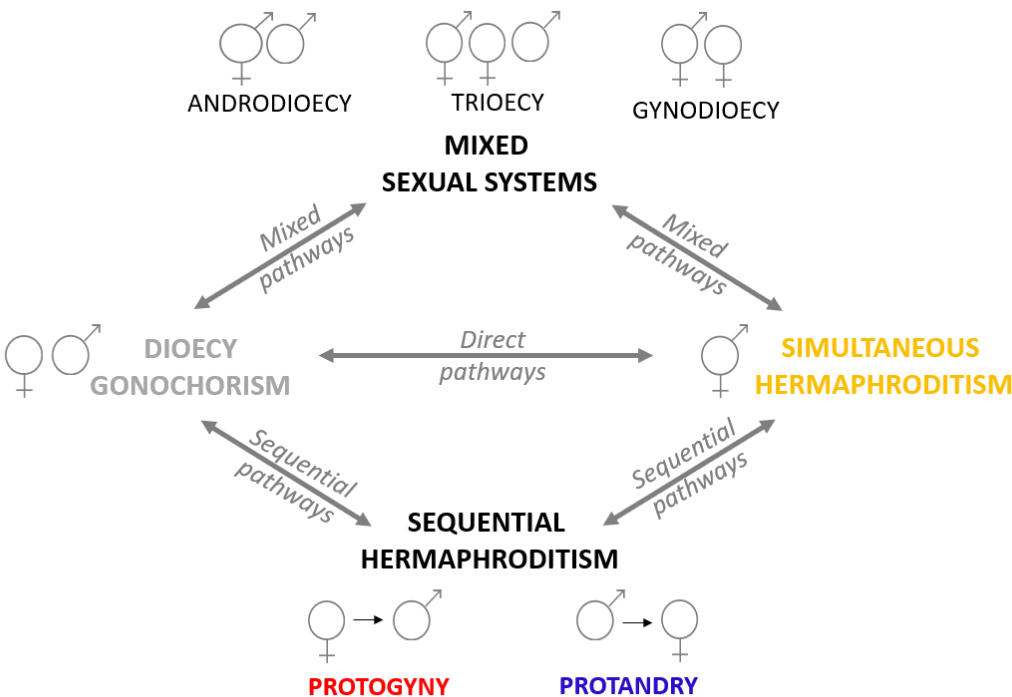 ANDRODIOECY
TRIOECY
GYNODIOECY
MIXED
SEXUAL SYSTEMS
Mixed
pathways
Mixed
pathways
DIOECY
GONOCHORISM
Direct
pathways
SIMULTANEOUS
HERMAPHRODITISM
Sequential
pathways
Sequential
pathways
SEQUENTIAL
HERMAPHRODITISM
PROTOGYNY
PROTANDRY